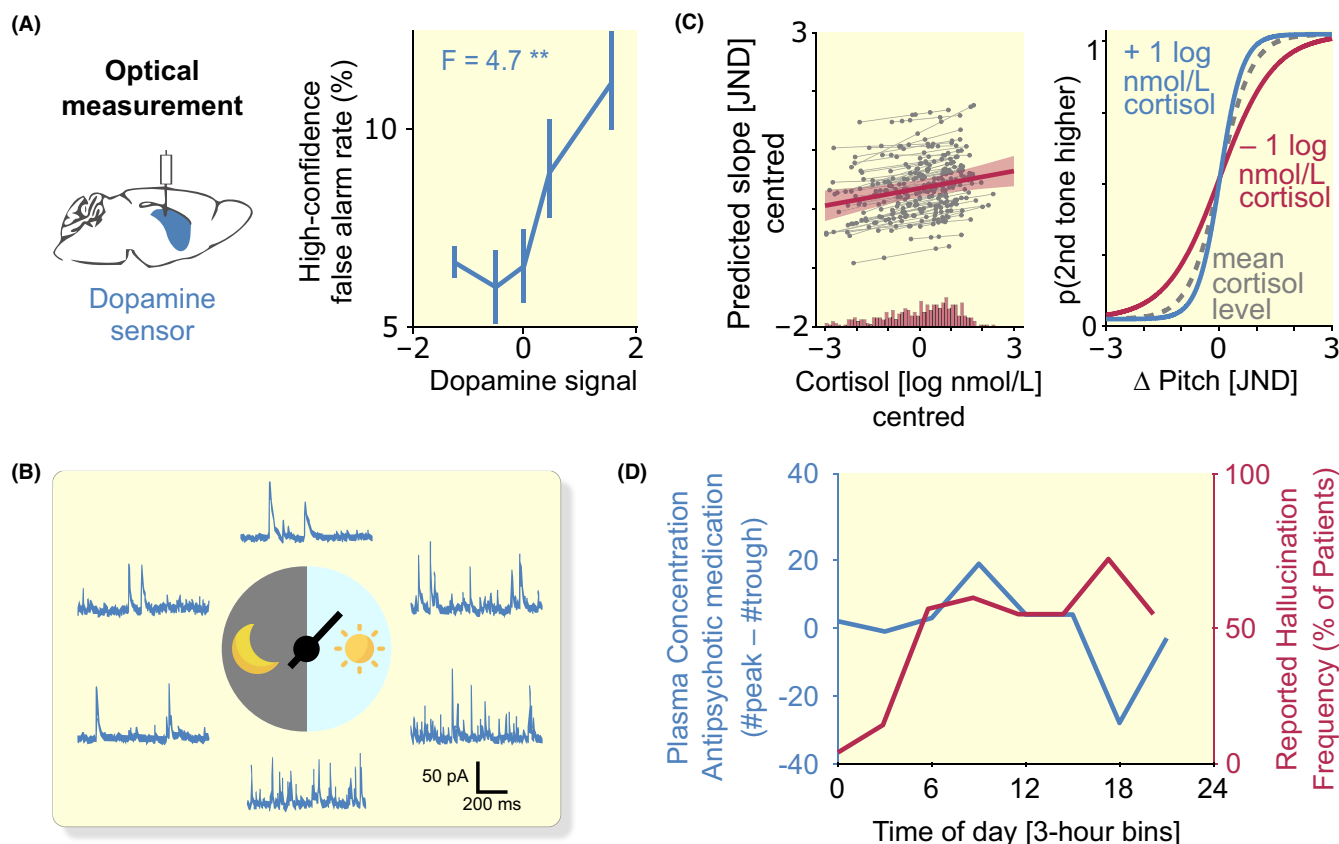 (A)
Optical
measurement
Dopamine
sensor
High-confidence
false alarm rate (%)
10
5
F = 4.7 **
−2
0
2
Dopamine signal
(C)
Predicted slope [JND]
centred
3
−2
−3
0
3
Cortisol [log nmol/L]
centred
p(2nd tone higher)
1
0
+ 1 log
nmol/L
cortisol
− 1 log
nmol/L
cortisol
mean
cortisol
level
−3
0
3
Δ Pitch [JND]
(B)
50 pA
200 ms
(D)
Plasma Concentration
Antipsychotic medication
(#peak − #trough)
40
20
0
-20
-40
100
50
0
Reported Hallucination
Frequency (% of Patients)
0
6
12
18
24
Time of day [3-hour bins]